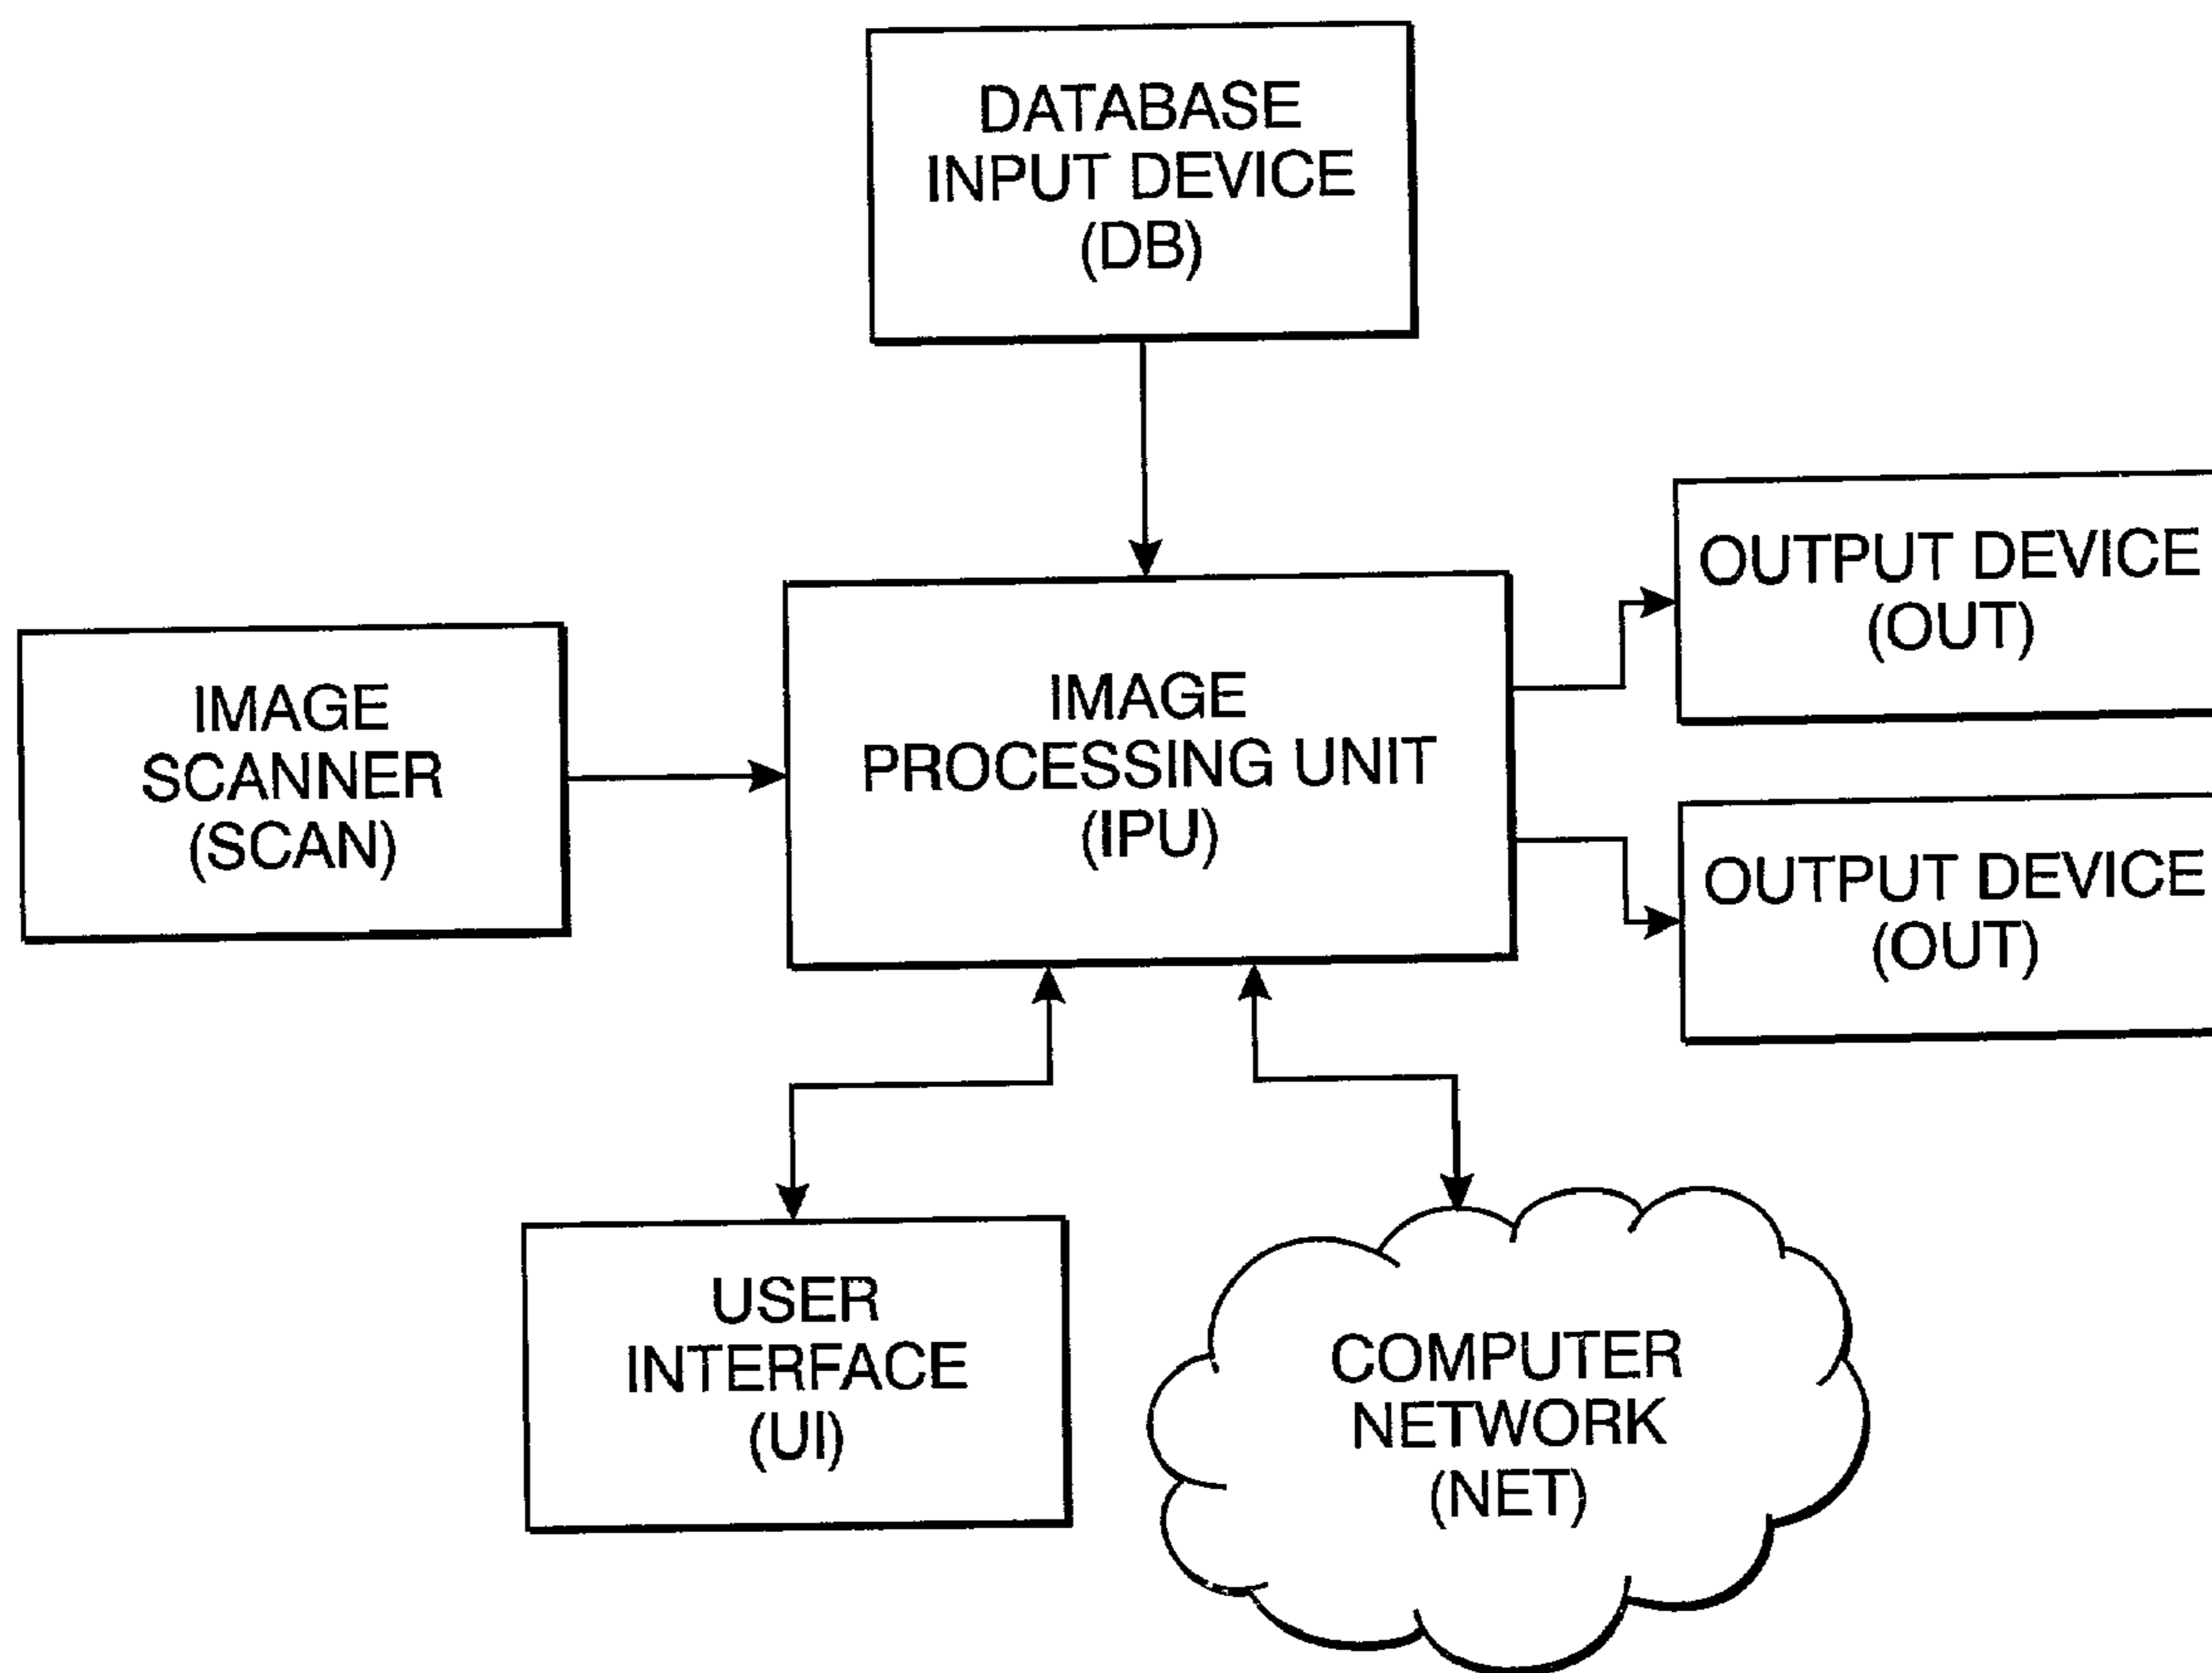 DATABASE
INPUT DEVICE
(DB)
OUTPUT DEVICE
(OUT)
IMAGE
SCANNER
(SCAN)
IMAGE
PROCESSING UNIT
(IPU)
OUTPUT DEVICE
(OUT)
USER
INTERFACE
(UI)
COMPUTER
NETWORK
(NET)